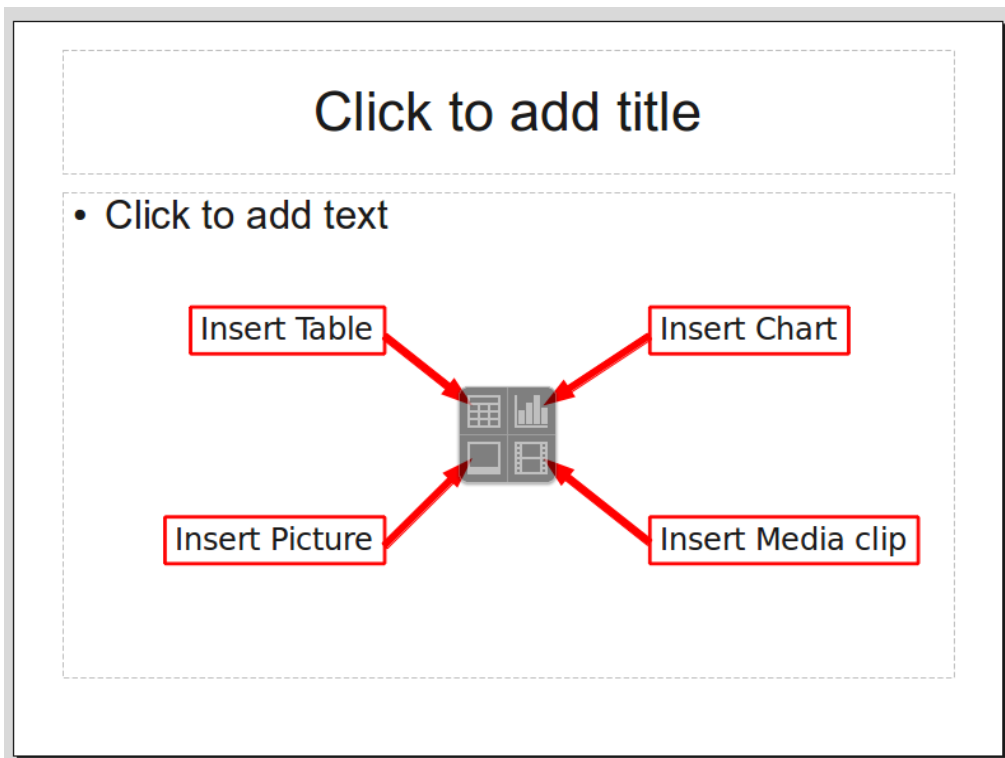 Click to add title
• Click to add text
Insert Table
Insert Chart
Insert Picture
Insert Media clip